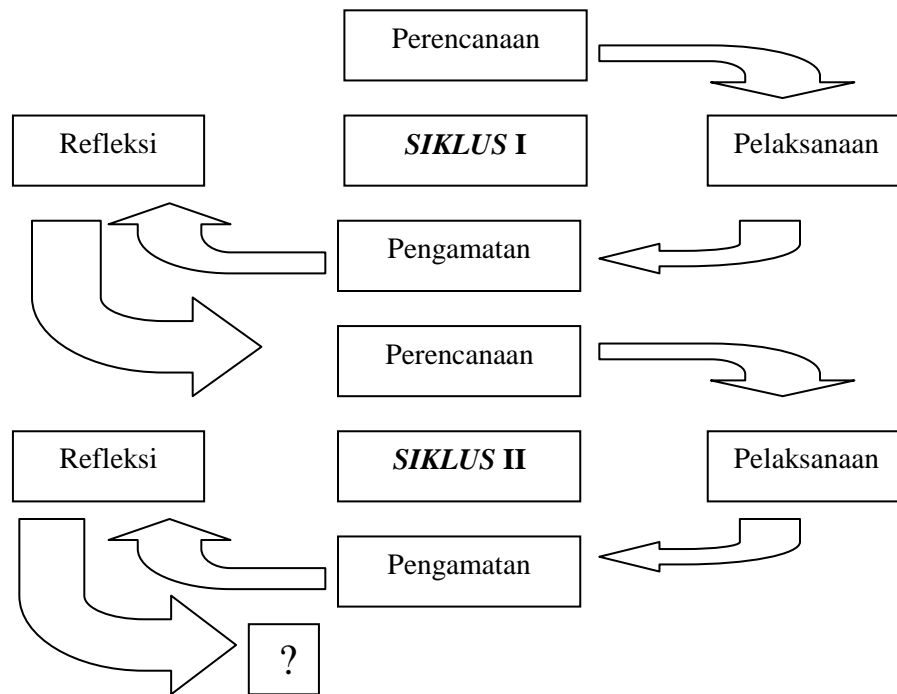 Perencanaan
Refleksi
SIKLUS I
Pelaksanaan
Pengamatan
Perencanaan
Refleksi
SIKLUS II
Pelaksanaan
Pengamatan
?